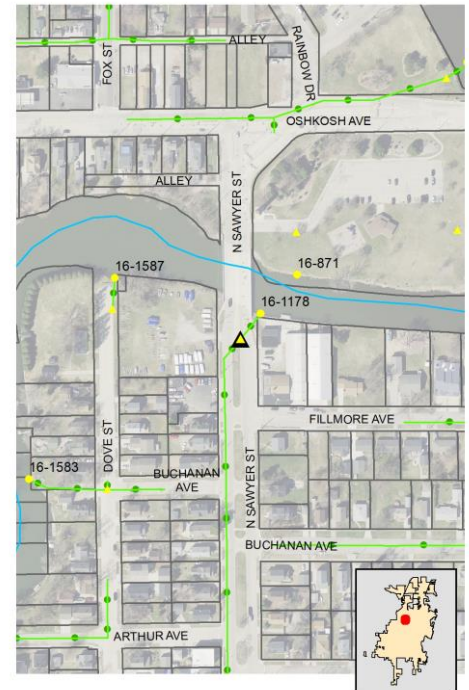 ALLEY
FOX ST
RAINBOW DR
OSHKOSH AVE
ALLEY
N SAWYER ST
16-1587
16-871
16-1178
FILLMORE AVE
DOVE ST
16-1583
BUCHANAN
AVE
N SAWYER ST
BUCHANAN AVE
ARTHUR AVE